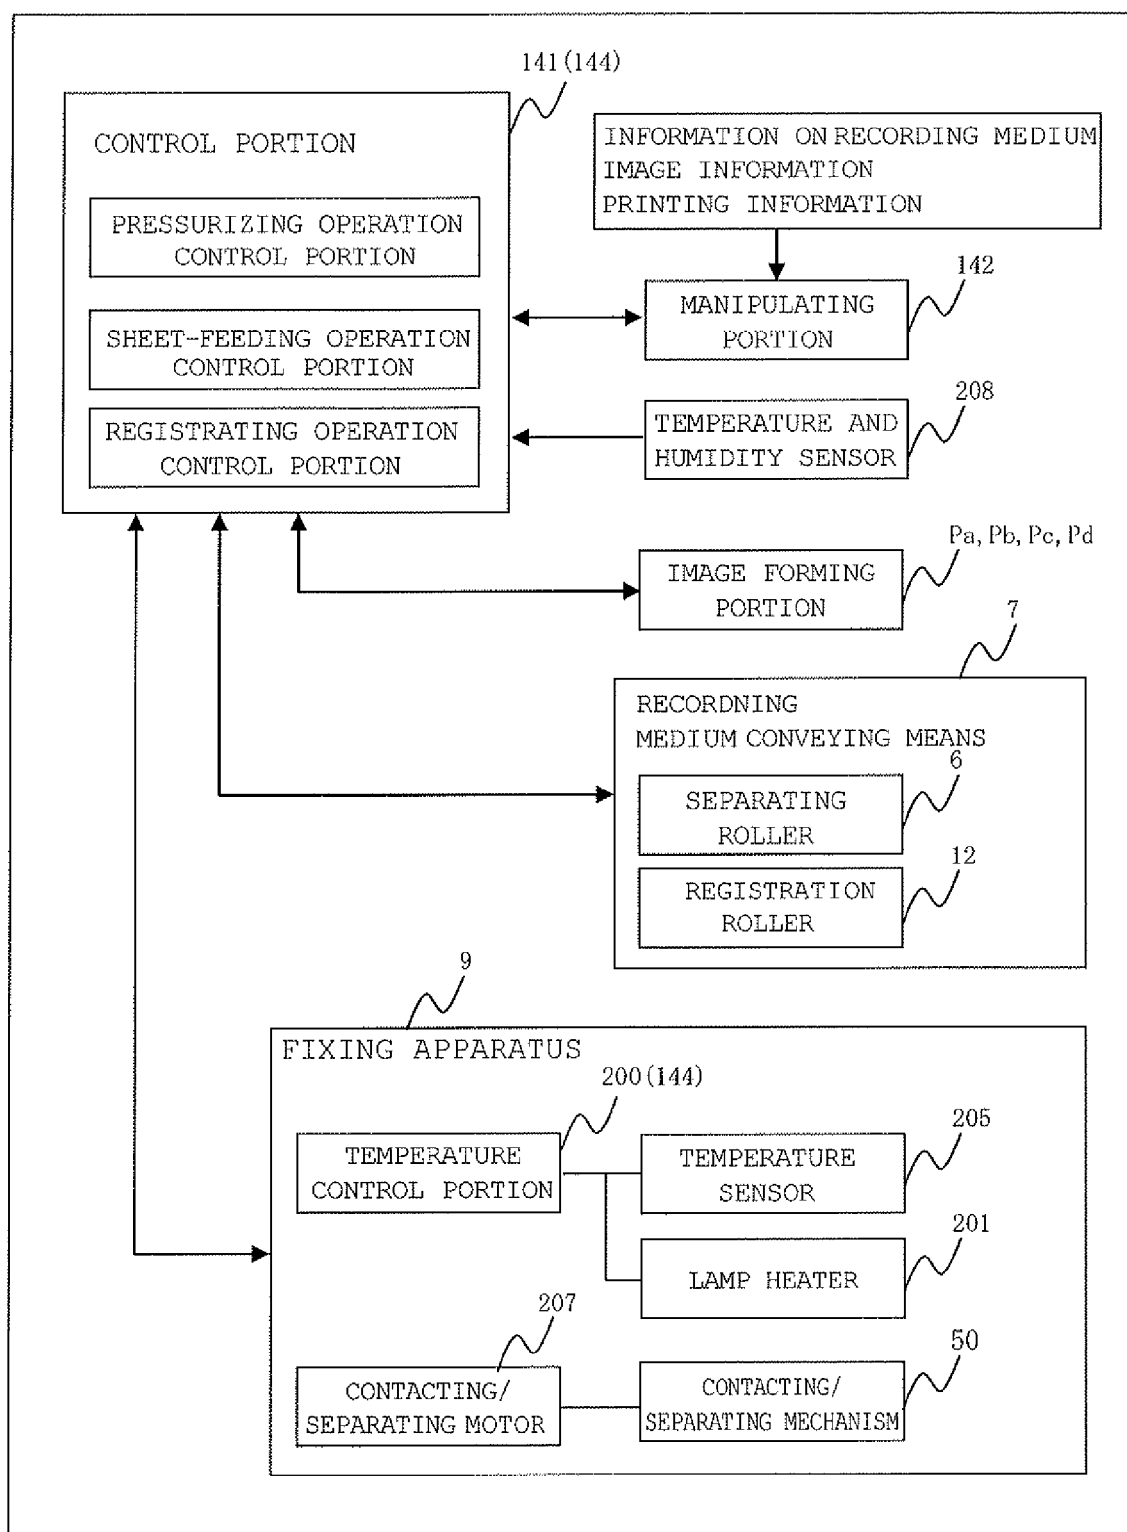 141(144)
CONTROL PORTION
PRESSURIZING OPERATION
CONTROL PORTION
SHEET-FEEDING OPERATION
CONTROL PORTION
REGISTRATING OPERATION
CONTROL PORTION
INFORMATION ON RECORDING MEDIUM
IMAGE INFORMATION
PRINTING INFORMATION
142
MANIPULATING
PORTION
208
TEMPERATURE AND
HUMIDITY SENSOR
Pa, Pb, Pc, Pd
IMAGE FORMING
PORTION
7
RECORDNING
MEDIUM CONVEYING MEANS
6
SEPARATING
ROLLER
12
REGISTRATION
ROLLER
9
FIXING APPARATUS
200(144)
TEMPERATURE
CONTROL PORTION
205
TEMPERATURE
SENSOR
201
LAMP HEATER
207
CONTACTING/
SEPARATING MOTOR
50
CONTACTING/
SEPARATING MECHANISM